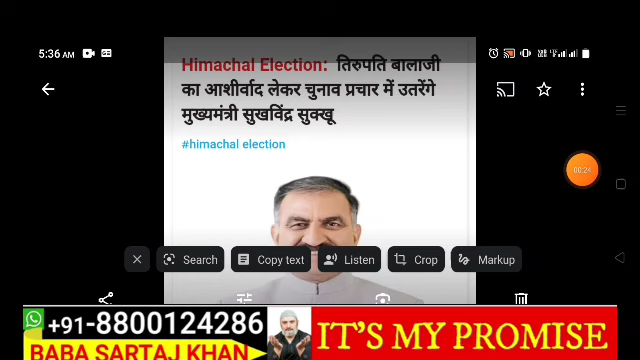 5:36 AM
00:24
Himachal Election: तिरुपति बालाजी
का आशीर्वाद लेकर चुनाव प्रचार में उतरेंगे
मुख्यमंत्री सुखविंद्र सुक्खू
#himachal election
Search
Copy text
Listen
Crop
Markup
+91-8800124286
BABA SARTAJ KHAN
IT'S MY PROMISE